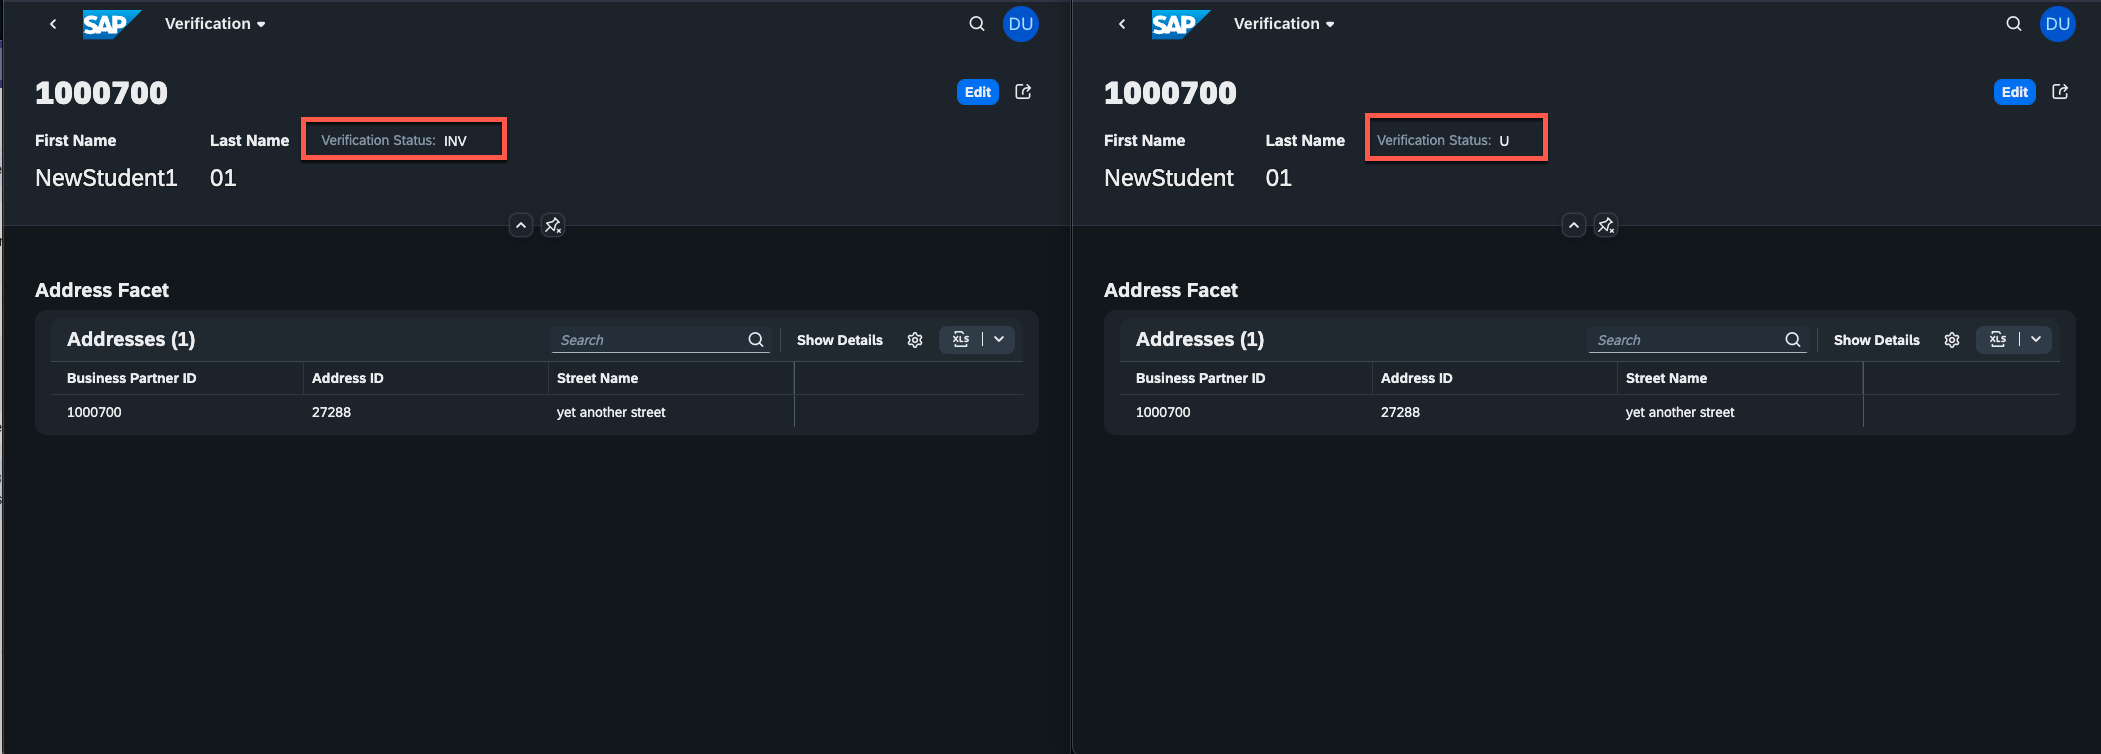 SAP Verification DU
1000700 Edit
First Name Last Name Verification Status: INV
NewStudent1 01
Address Facet
Addresses (1) Search Show Details XLS
Business Partner ID Address ID Street Name
1000700 27288 yet another street
SAP Verification DU
1000700 Edit
First Name Last Name Verification Status: U
NewStudent 01
Address Facet
Addresses (1) Search Show Details XLS
Business Partner ID Address ID Street Name
1000700 27288 yet another street